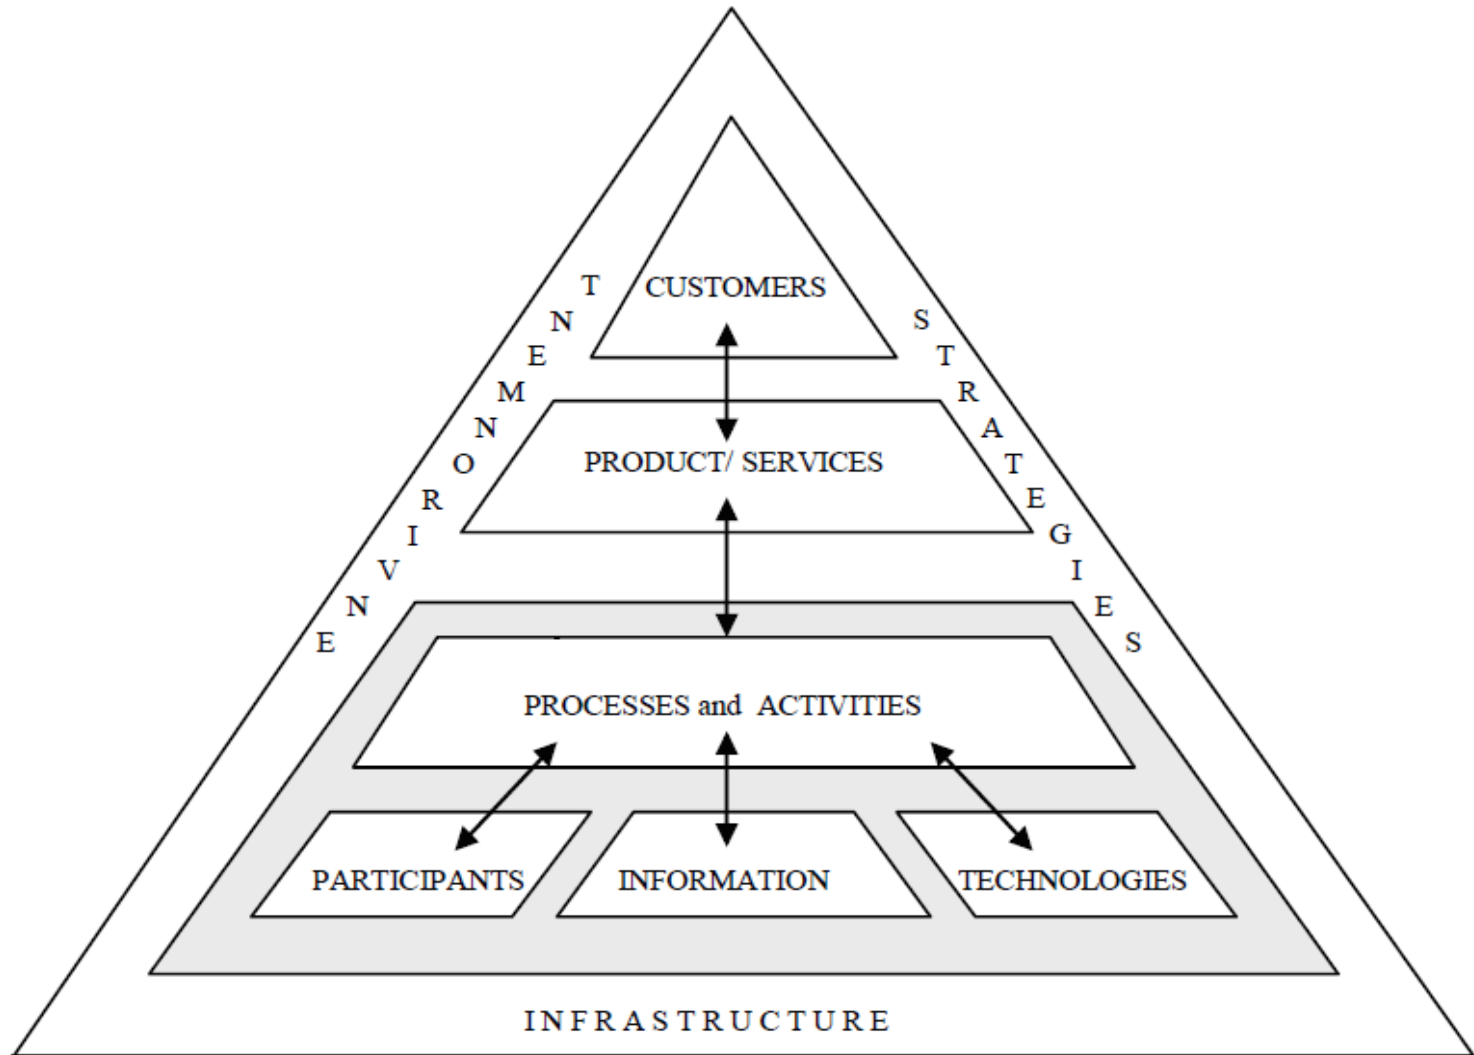 CUSTOMERS
ENVIRONMENT
STRATEGIES
PRODUCT/ SERVICES
PROCESSES and ACTIVITIES
PARTICIPANTS
INFORMATION
TECHNOLOGIES
INFRASTRUCTURE